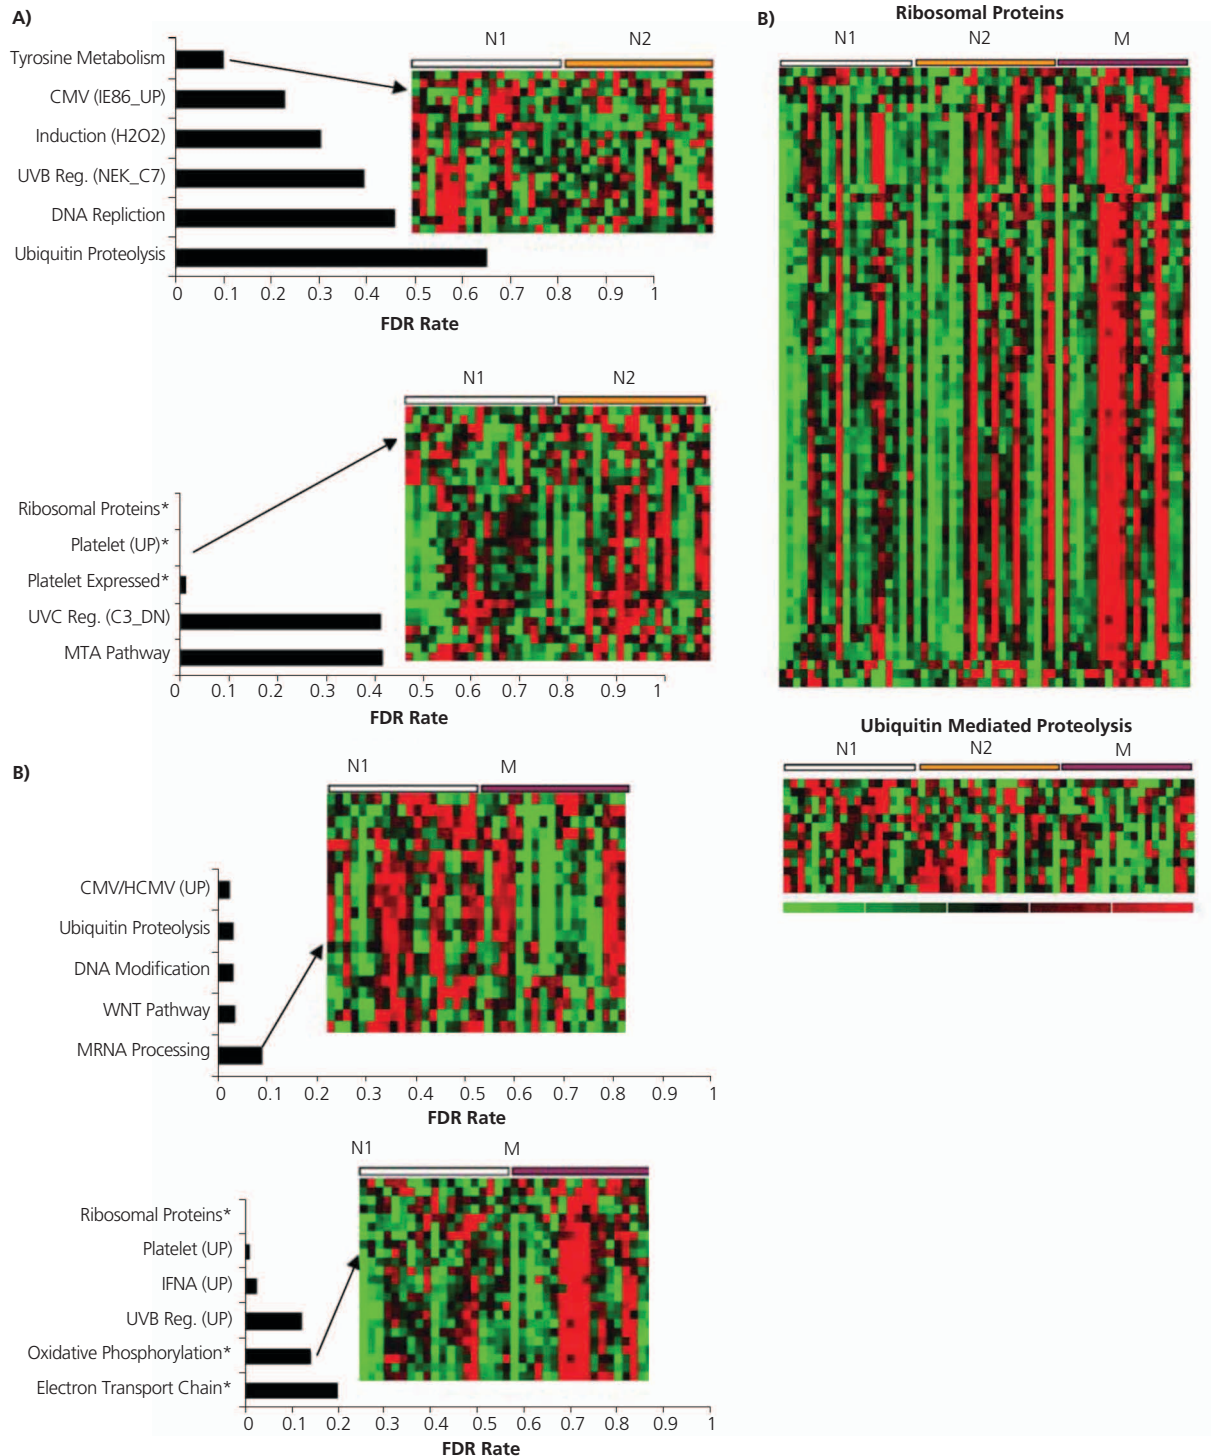 A)
N1 N2
Tyrosine Metabolism
CMV (IE86_UP)
Induction (H2O2)
UVB Reg. (NEK_C7)
DNA Repliction
Ubiquitin Proteolysis
0 0.1 0.2 0.3 0.4 0.5 0.6 0.7 0.8 0.9 1
FDR Rate
N1 N2
Ribosomal Proteins*
Platelet (UP)*
Platelet Expressed*
UVC Reg. (C3_DN)
MTA Pathway
0 0.1 0.2 0.3 0.4 0.5 0.6 0.7 0.8 0.9 1
FDR Rate
B)
N1 M
CMV/HCMV (UP)
Ubiquitin Proteolysis
DNA Modification
WNT Pathway
MRNA Processing
0 0.1 0.2 0.3 0.4 0.5 0.6 0.7 0.8 0.9 1
FDR Rate
N1 M
Ribosomal Proteins*
Platelet (UP)
IFNA (UP)
UVB Reg. (UP)
Oxidative Phosphorylation*
Electron Transport Chain*
0 0.1 0.2 0.3 0.4 0.5 0.6 0.7 0.8 0.9 1
FDR Rate
B)
Ribosomal Proteins
N1 N2 M
Ubiquitin Mediated Proteolysis
N1 N2 M